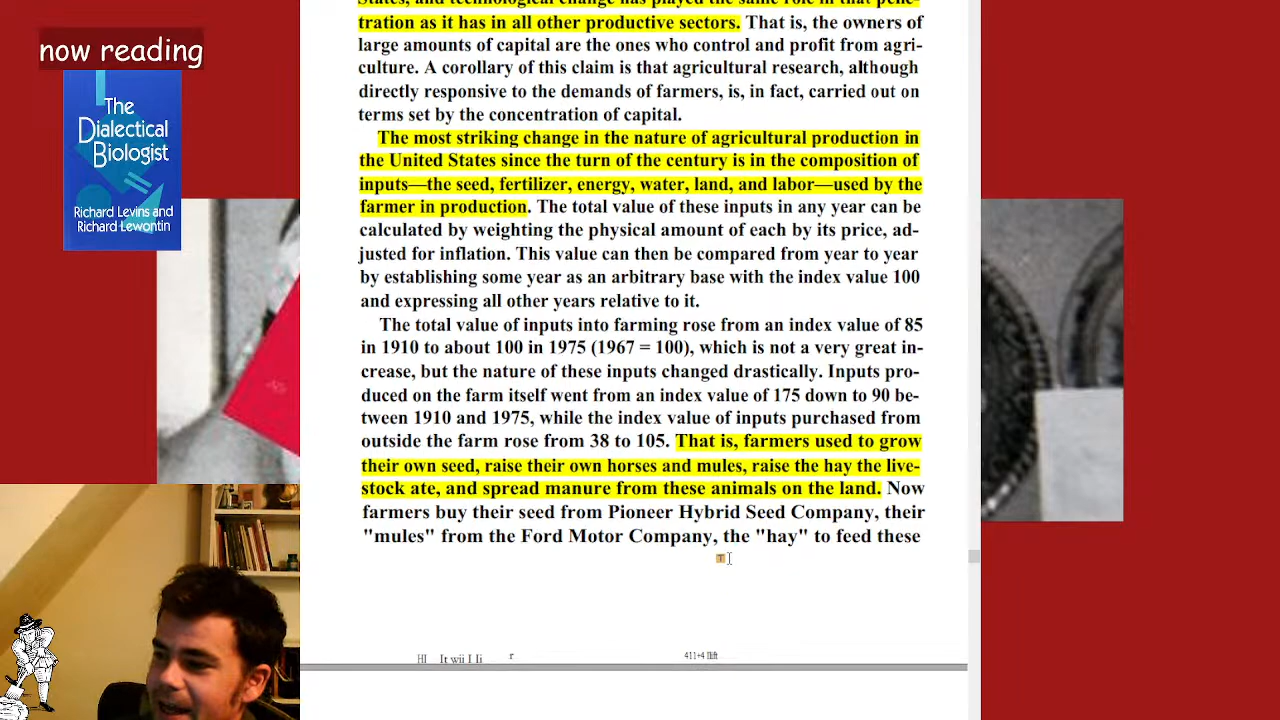 now reading
The
Dialectical
Biologist
Richard Levins and
Richard Lewontin
States, and technological change has played the same role in that pene-
tration as it has in all other productive sectors. That is, the owners of
large amounts of capital are the ones who control and profit from agri-
culture. A corollary of this claim is that agricultural research, although
directly responsive to the demands of farmers, is, in fact, carried out on
terms set by the concentration of capital.
The most striking change in the nature of agricultural production in
the United States since the turn of the century is in the composition of
inputs—the seed, fertilizer, energy, water, land, and labor—used by the
farmer in production. The total value of these inputs in any year can be
calculated by weighting the physical amount of each by its price, ad-
justed for inflation. This value can then be compared from year to year
by establishing some year as an arbitrary base with the index value 100
and expressing all other years relative to it.
The total value of inputs into farming rose from an index value of 85
in 1910 to about 100 in 1975 (1967 = 100), which is not a very great in-
crease, but the nature of these inputs changed drastically. Inputs pro-
duced on the farm itself went from an index value of 175 down to 90 be-
tween 1910 and 1975, while the index value of inputs purchased from
outside the farm rose from 38 to 105. That is, farmers used to grow
their own seed, raise their own horses and mules, raise the hay the live-
stock ate, and spread manure from these animals on the land. Now
farmers buy their seed from Pioneer Hybrid Seed Company, their
"mules" from the Ford Motor Company, the "hay" to feed these